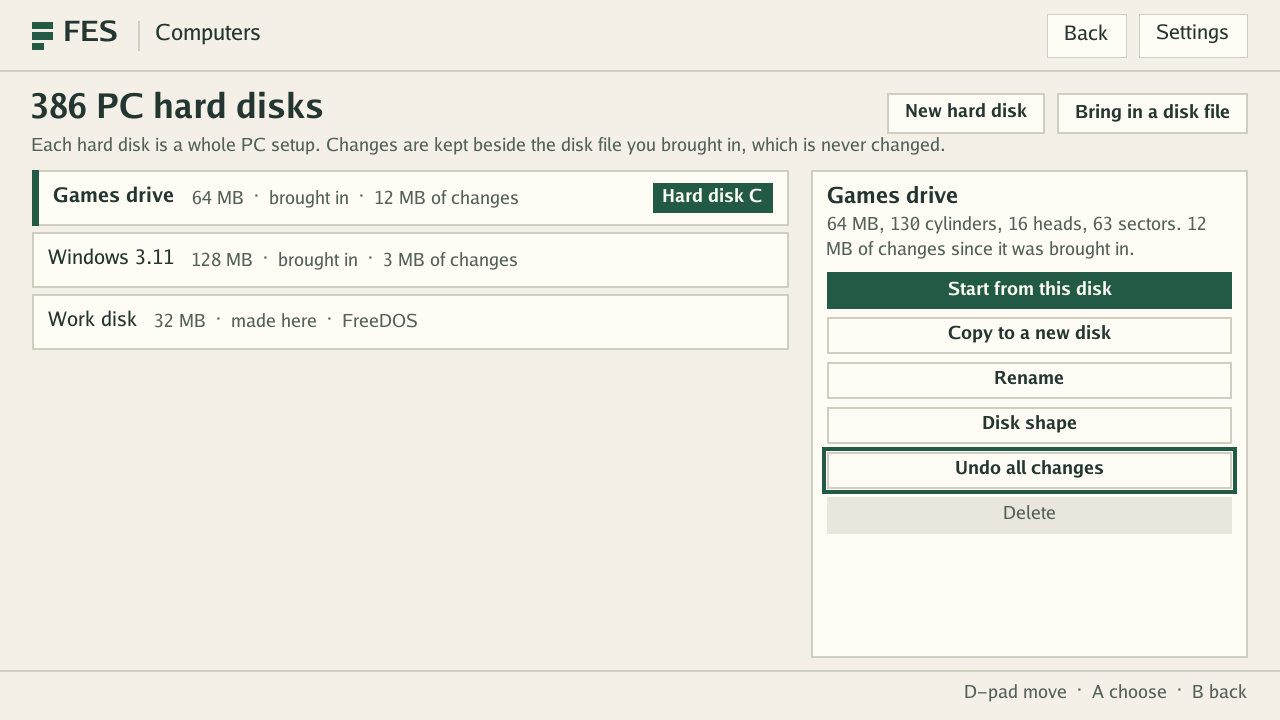 FES
Computers
Back
Settings
386 PC hard disks
New hard disk
Bring in a disk file
Each hard disk is a whole PC setup. Changes are kept beside the disk file you brought in, which is never changed.
Games drive 64 MB · brought in · 12 MB of changes Hard disk C
Windows 3.11 128 MB · brought in · 3 MB of changes
Work disk 32 MB · made here · FreeDOS
Games drive
64 MB, 130 cylinders, 16 heads, 63 sectors. 12
MB of changes since it was brought in.
Start from this disk
Copy to a new disk
Rename
Disk shape
Undo all changes
Delete
D-pad move · A choose · B back